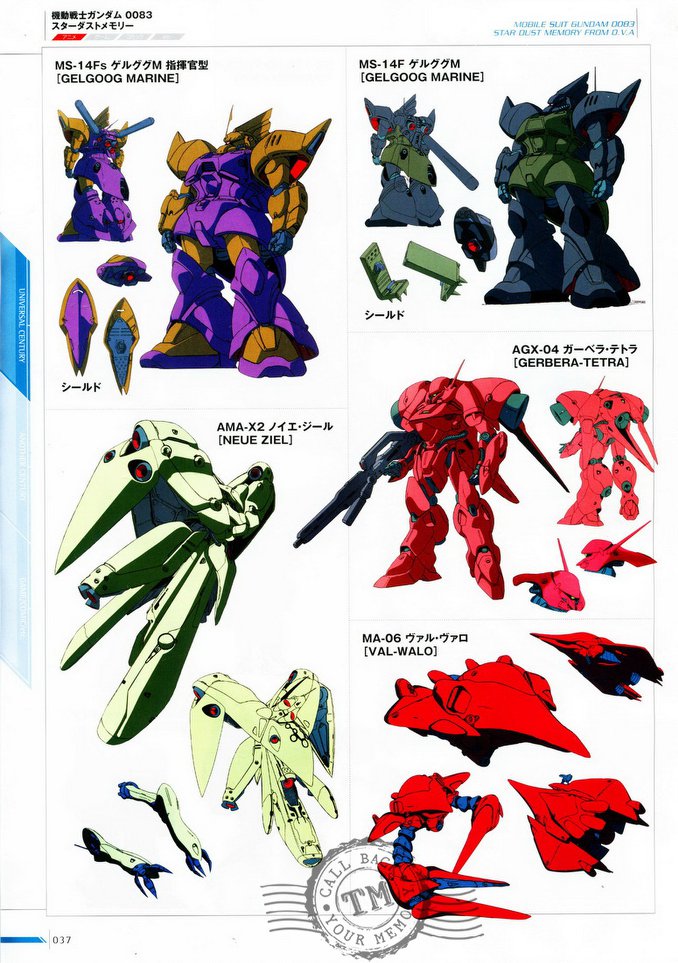 機動戦士ガンダム 0083
スターダストメモリー
アニメ
MOBILE SUIT GUNDAM 0083
STAR DUST MEMORY FROM O.V.A
MS-14Fs ゲルググM 指揮官型
[GELGOOG MARINE]
シールド
MS-14F ゲルググM
[GELGOOG MARINE]
シールド
AGX-04 ガーベラ・テトラ
[GERBERA-TETRA]
AMA-X2 ノイエ・ジール
[NEUE ZIEL]
MA-06 ヴァル・ヴァロ
[VAL-WALO]
UNIVERSAL CENTURY
ANOTHER CENTURY
CALL BACK
TM
YOUR MEMO
037